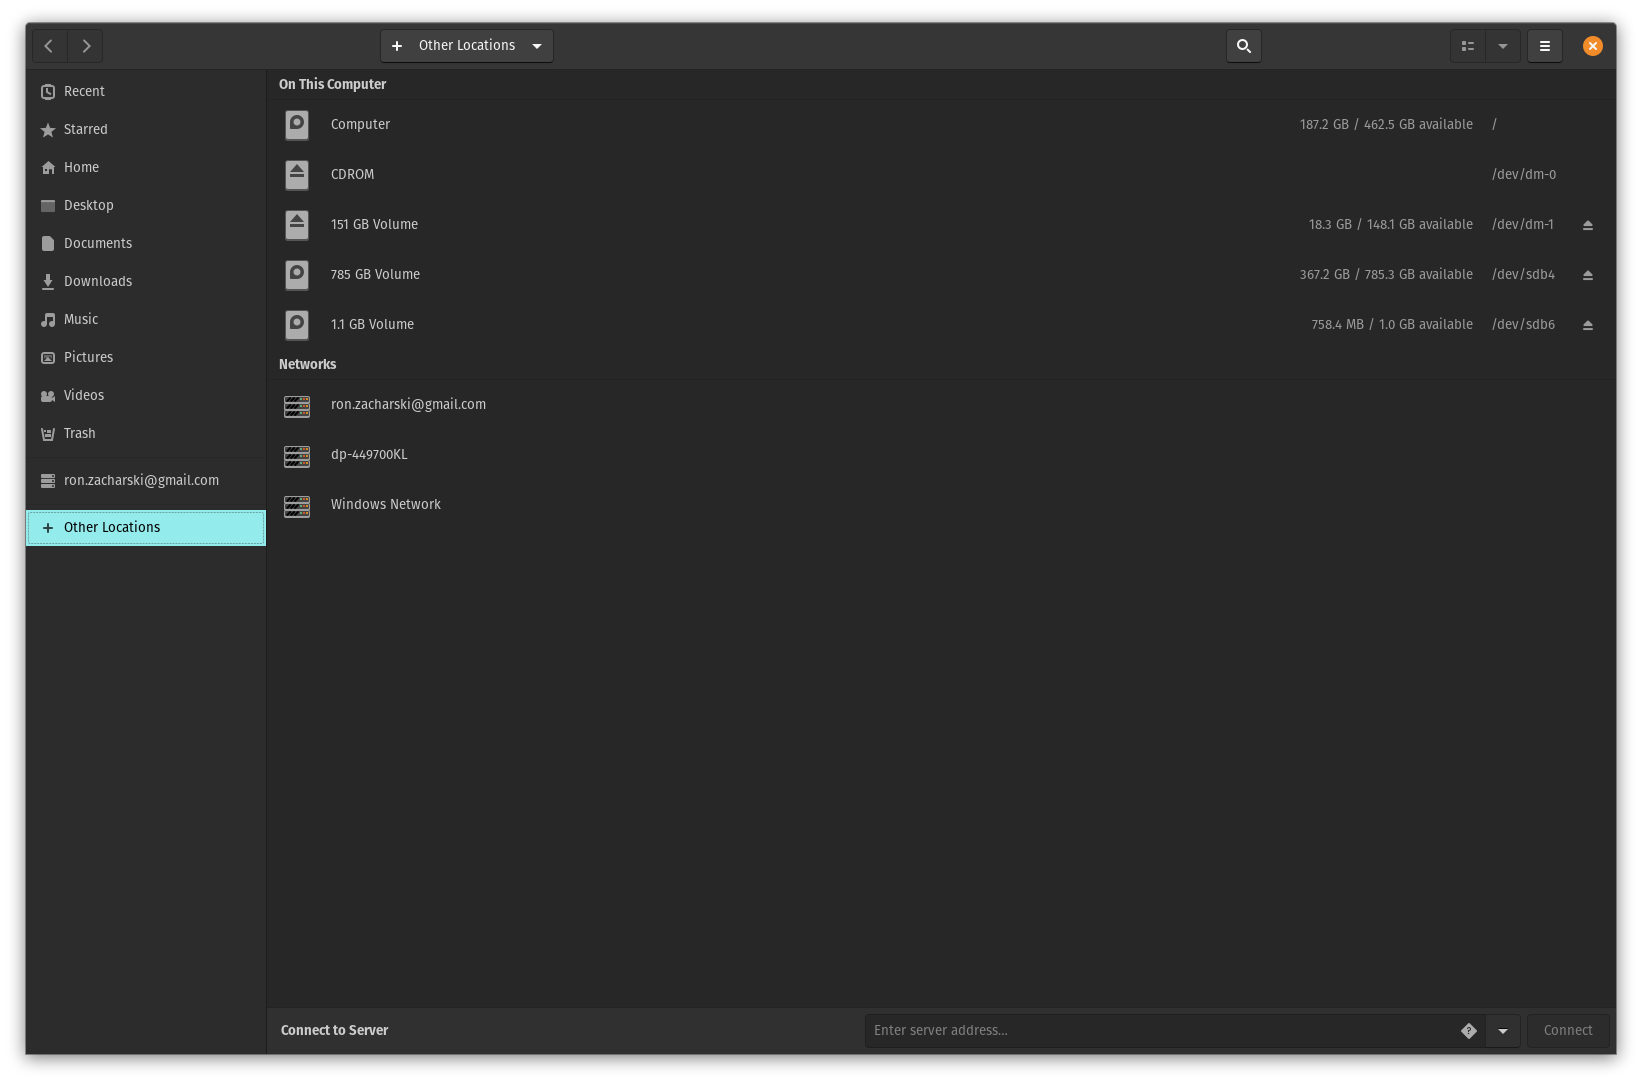 Other Locations
Recent
Starred
Home
Desktop
Documents
Downloads
Music
Pictures
Videos
Trash
ron.zacharski@gmail.com
Other Locations
On This Computer
Computer 187.2 GB / 462.5 GB available /
CDROM /dev/dm-0
151 GB Volume 18.3 GB / 148.1 GB available /dev/dm-1
785 GB Volume 367.2 GB / 785.3 GB available /dev/sdb4
1.1 GB Volume 758.4 MB / 1.0 GB available /dev/sdb6
Networks
ron.zacharski@gmail.com
dp-449700KL
Windows Network
Connect to Server Enter server address... Connect